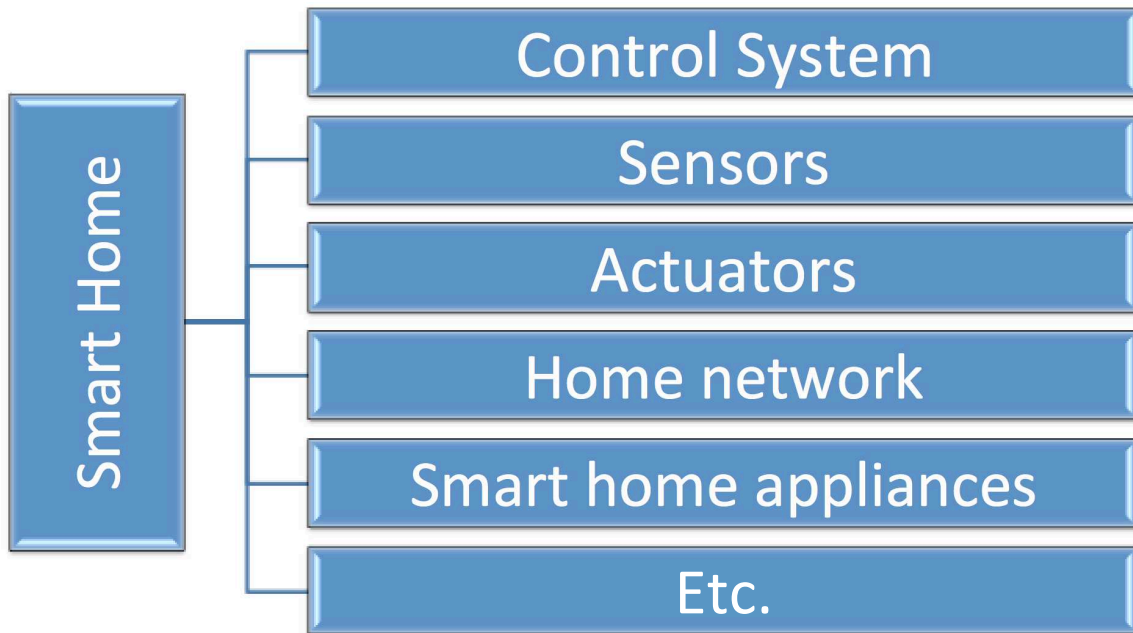 Smart Home
Control System
Sensors
Actuators
Home network
Smart home appliances
Etc.